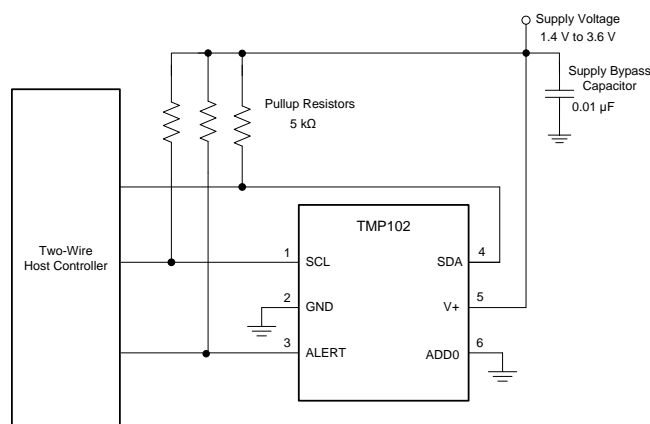 Supply Voltage
1.4 V to 3.6 V
Supply Bypass
Capacitor
0.01 µF
Pullup Resistors
5 kΩ
Two-Wire
Host Controller
TMP102
1
SCL
SDA
4
2
GND
V+
5
3
ALERT
ADD0
6